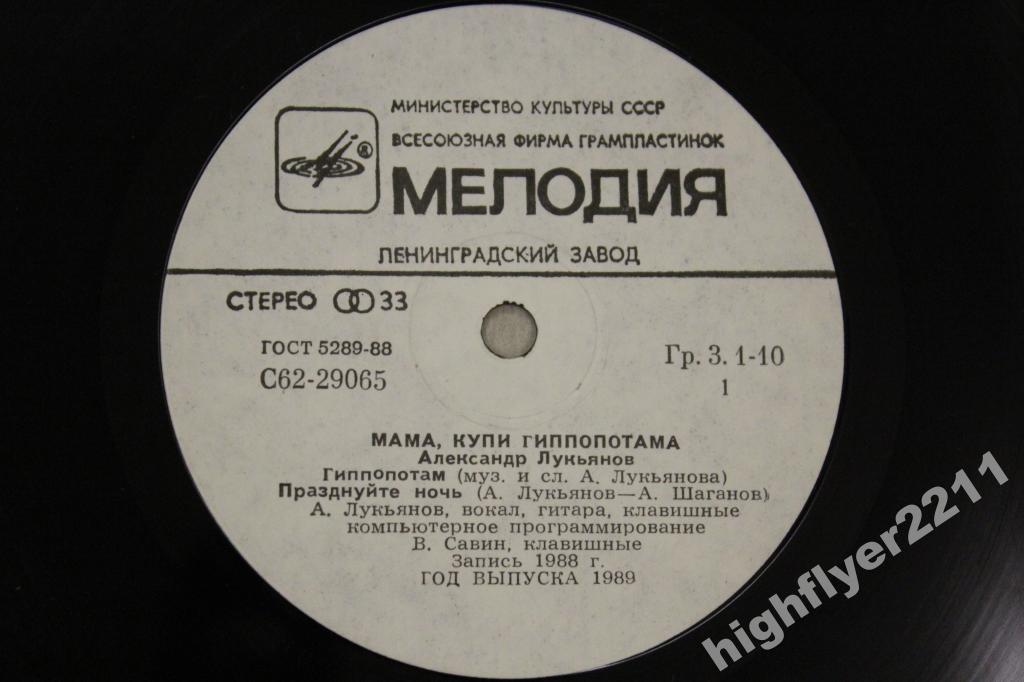 МИНИСТЕРСТВО КУЛЬТУРЫ СССР
ВСЕСОЮЗНАЯ ФИРМА ГРАМПЛАСТИНОК
МЕЛОДИЯ
ЛЕНИНГРАДСКИЙ ЗАВОД
СТЕРЕО 33
ГОСТ 5289-88
С62-29065
Гр. 3. 1-10
1
МАМА, КУПИ ГИППОПОТАМА
Александр Лукьянов
Гиппопотам (муз. и сл. А. Лукьянова)
Празднуйте ночь (А. Лукьянов—А. Шаганов)
А. Лукьянов, вокал, гитара, клавишные
компьютерное программирование
В. Савин, клавишные
Запись 1988 г.
ГОД ВЫПУСКА 1989
highflyer2211